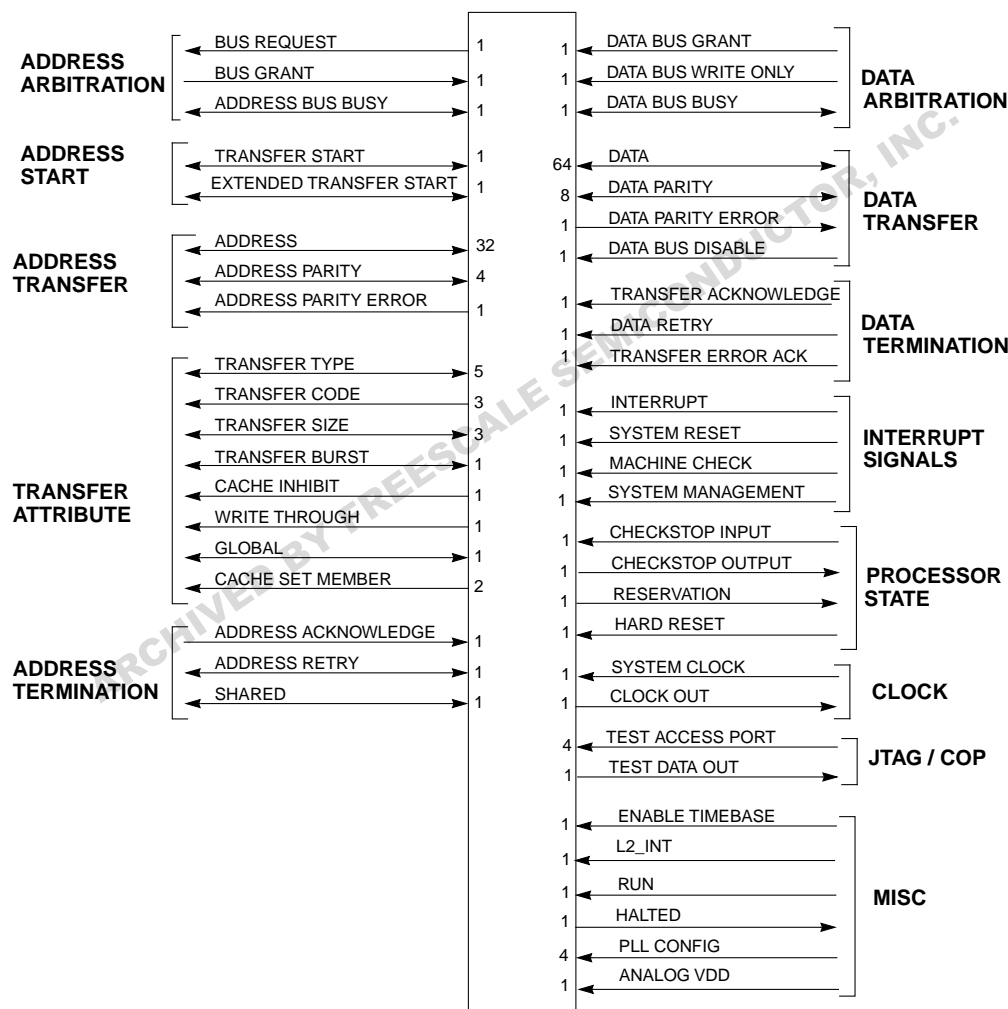 ADDRESS
ARBITRATION
BUS REQUEST 1
BUS GRANT 1
ADDRESS BUS BUSY 1
ADDRESS
START
TRANSFER START 1
EXTENDED TRANSFER START 1
ADDRESS
TRANSFER
ADDRESS 32
ADDRESS PARITY 4
ADDRESS PARITY ERROR 1
TRANSFER
ATTRIBUTE
TRANSFER TYPE 5
TRANSFER CODE 3
TRANSFER SIZE 3
TRANSFER BURST 1
CACHE INHIBIT 1
WRITE THROUGH 1
GLOBAL 1
CACHE SET MEMBER 2
ADDRESS
TERMINATION
ADDRESS ACKNOWLEDGE 1
ADDRESS RETRY 1
SHARED 1
1 DATA BUS GRANT
1 DATA BUS WRITE ONLY
1 DATA BUS BUSY
DATA
ARBITRATION
64 DATA
8 DATA PARITY
1 DATA PARITY ERROR
1 DATA BUS DISABLE
DATA
TRANSFER
1 TRANSFER ACKNOWLEDGE
1 DATA RETRY
1 TRANSFER ERROR ACK
DATA
TERMINATION
1 INTERRUPT
1 SYSTEM RESET
1 MACHINE CHECK
1 SYSTEM MANAGEMENT
INTERRUPT
SIGNALS
1 CHECKSTOP INPUT
1 CHECKSTOP OUTPUT
1 RESERVATION
1 HARD RESET
PROCESSOR
STATE
1 SYSTEM CLOCK
1 CLOCK OUT
CLOCK
4 TEST ACCESS PORT
1 TEST DATA OUT
JTAG / COP
1 ENABLE TIMEBASE
1 L2_INT
1 RUN
1 HALTED
4 PLL CONFIG
1 ANALOG VDD
MISC
ARCHIVED BY FREESCALE SEMICONDUCTOR, INC.